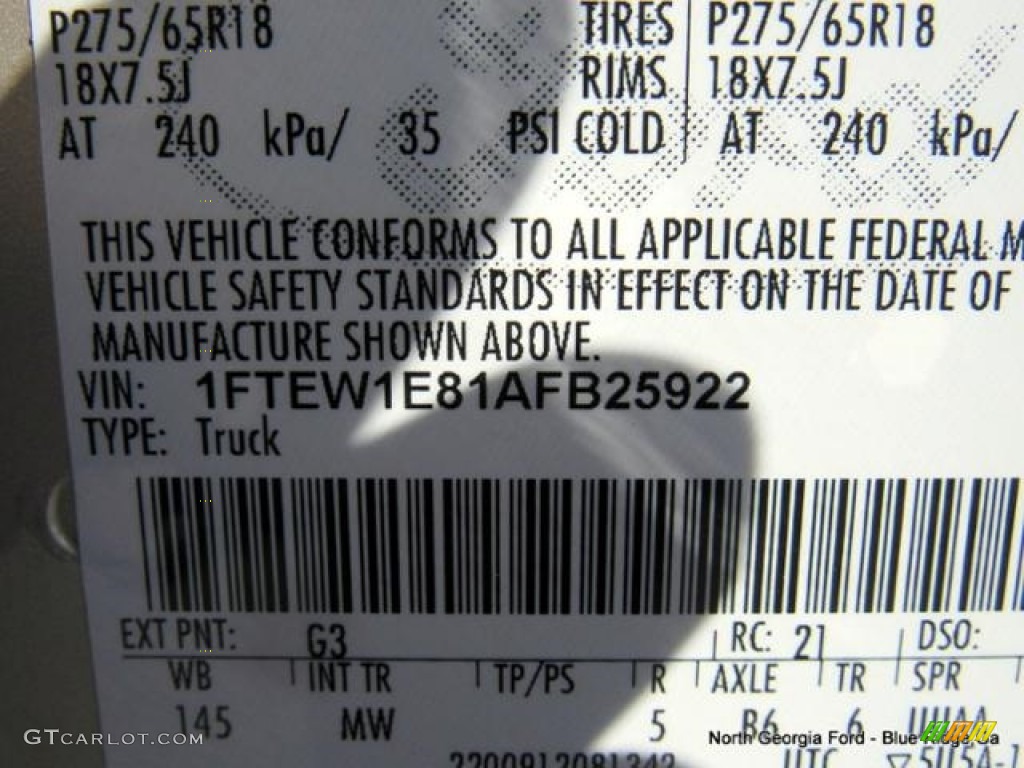 P275/65R18 TIRES P275/65R18
18X7.5J RIMS 18X7.5J
AT 240 kPa/ 35 PSI COLD AT 240 kPa/
THIS VEHICLE CONFORMS TO ALL APPLICABLE FEDERAL M
VEHICLE SAFETY STANDARDS IN EFFECT ON THE DATE OF
MANUFACTURE SHOWN ABOVE.
VIN: 1FTEW1E81AFB25922
TYPE: Truck
EXT PNT: G3 RC: 21 DSO:
WB INT TR TP/PS R AXLE TR SPR
145 MW 5 B6 6
UTC
GTCARLOT.COM
North Georgia Ford - Blue Ridge, Ga